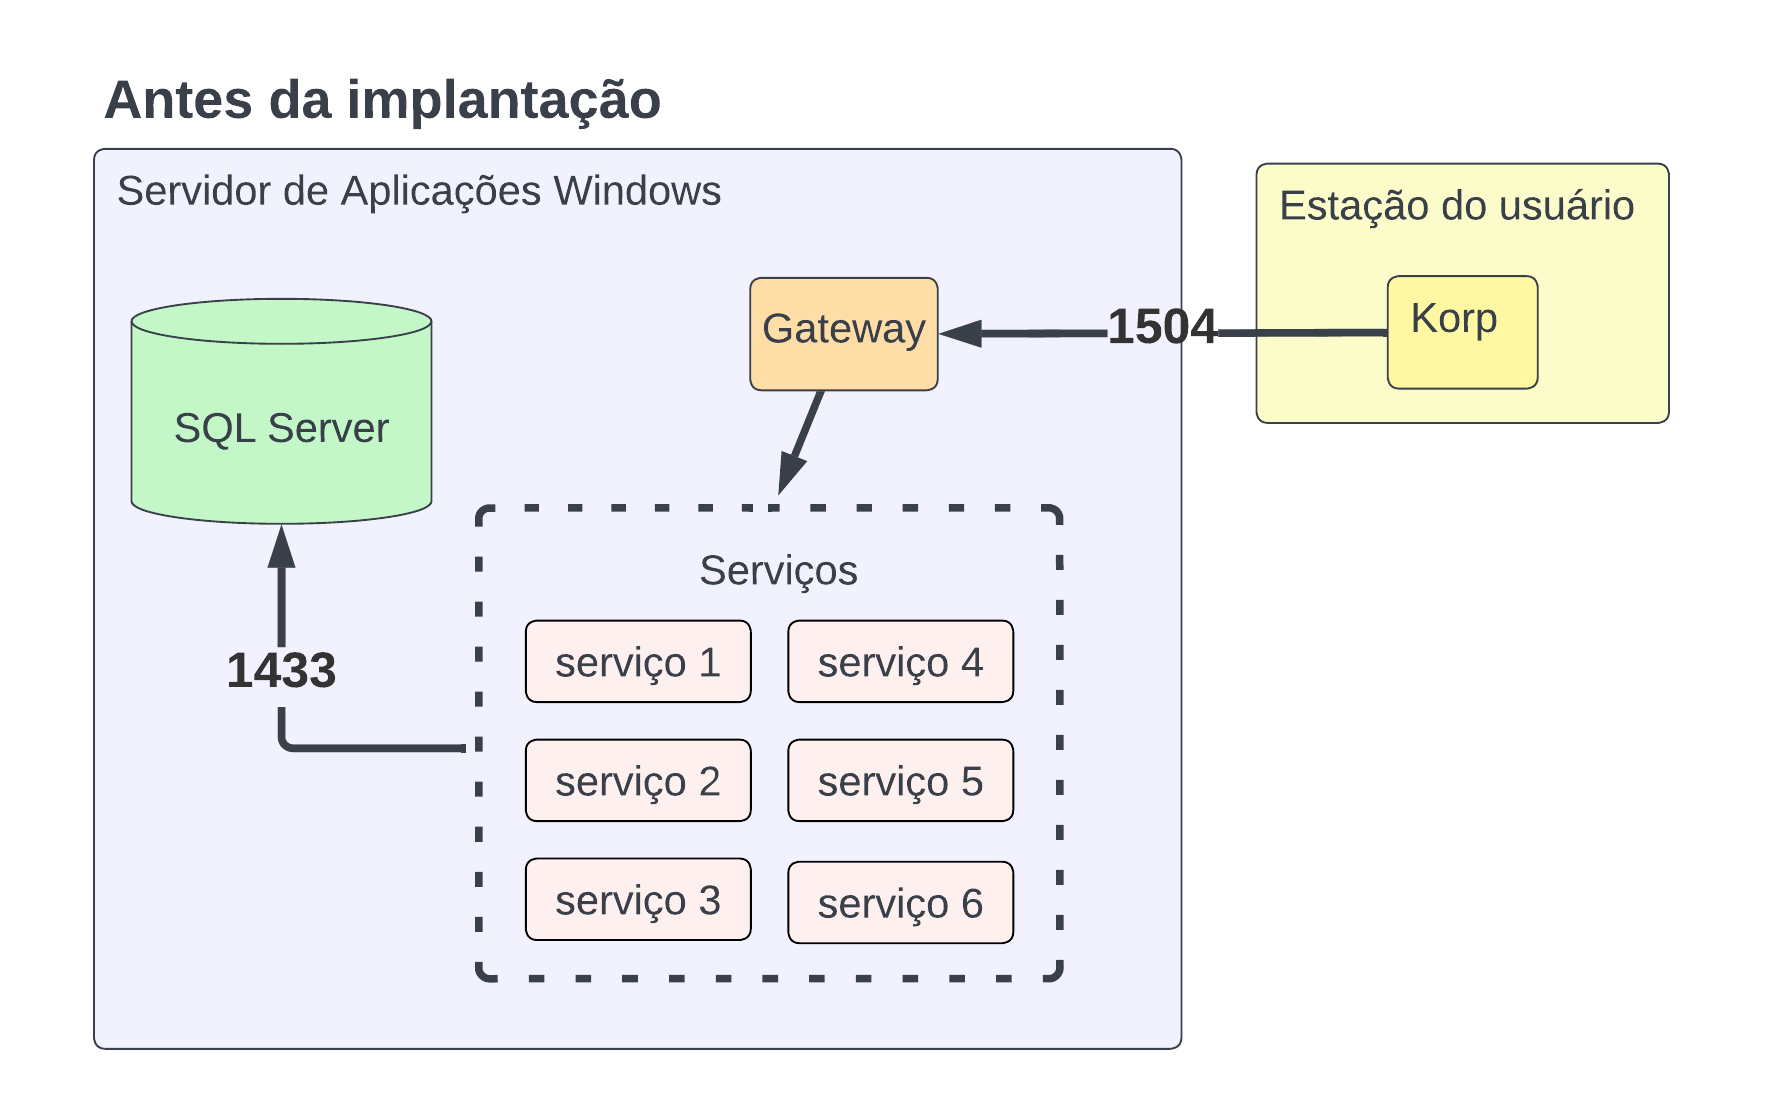 Antes da implantação
Servidor de Aplicações Windows
Estação do usuário
Korp
1504
Gateway
SQL Server
1433
Serviços
serviço 1
serviço 4
serviço 2
serviço 5
serviço 3
serviço 6